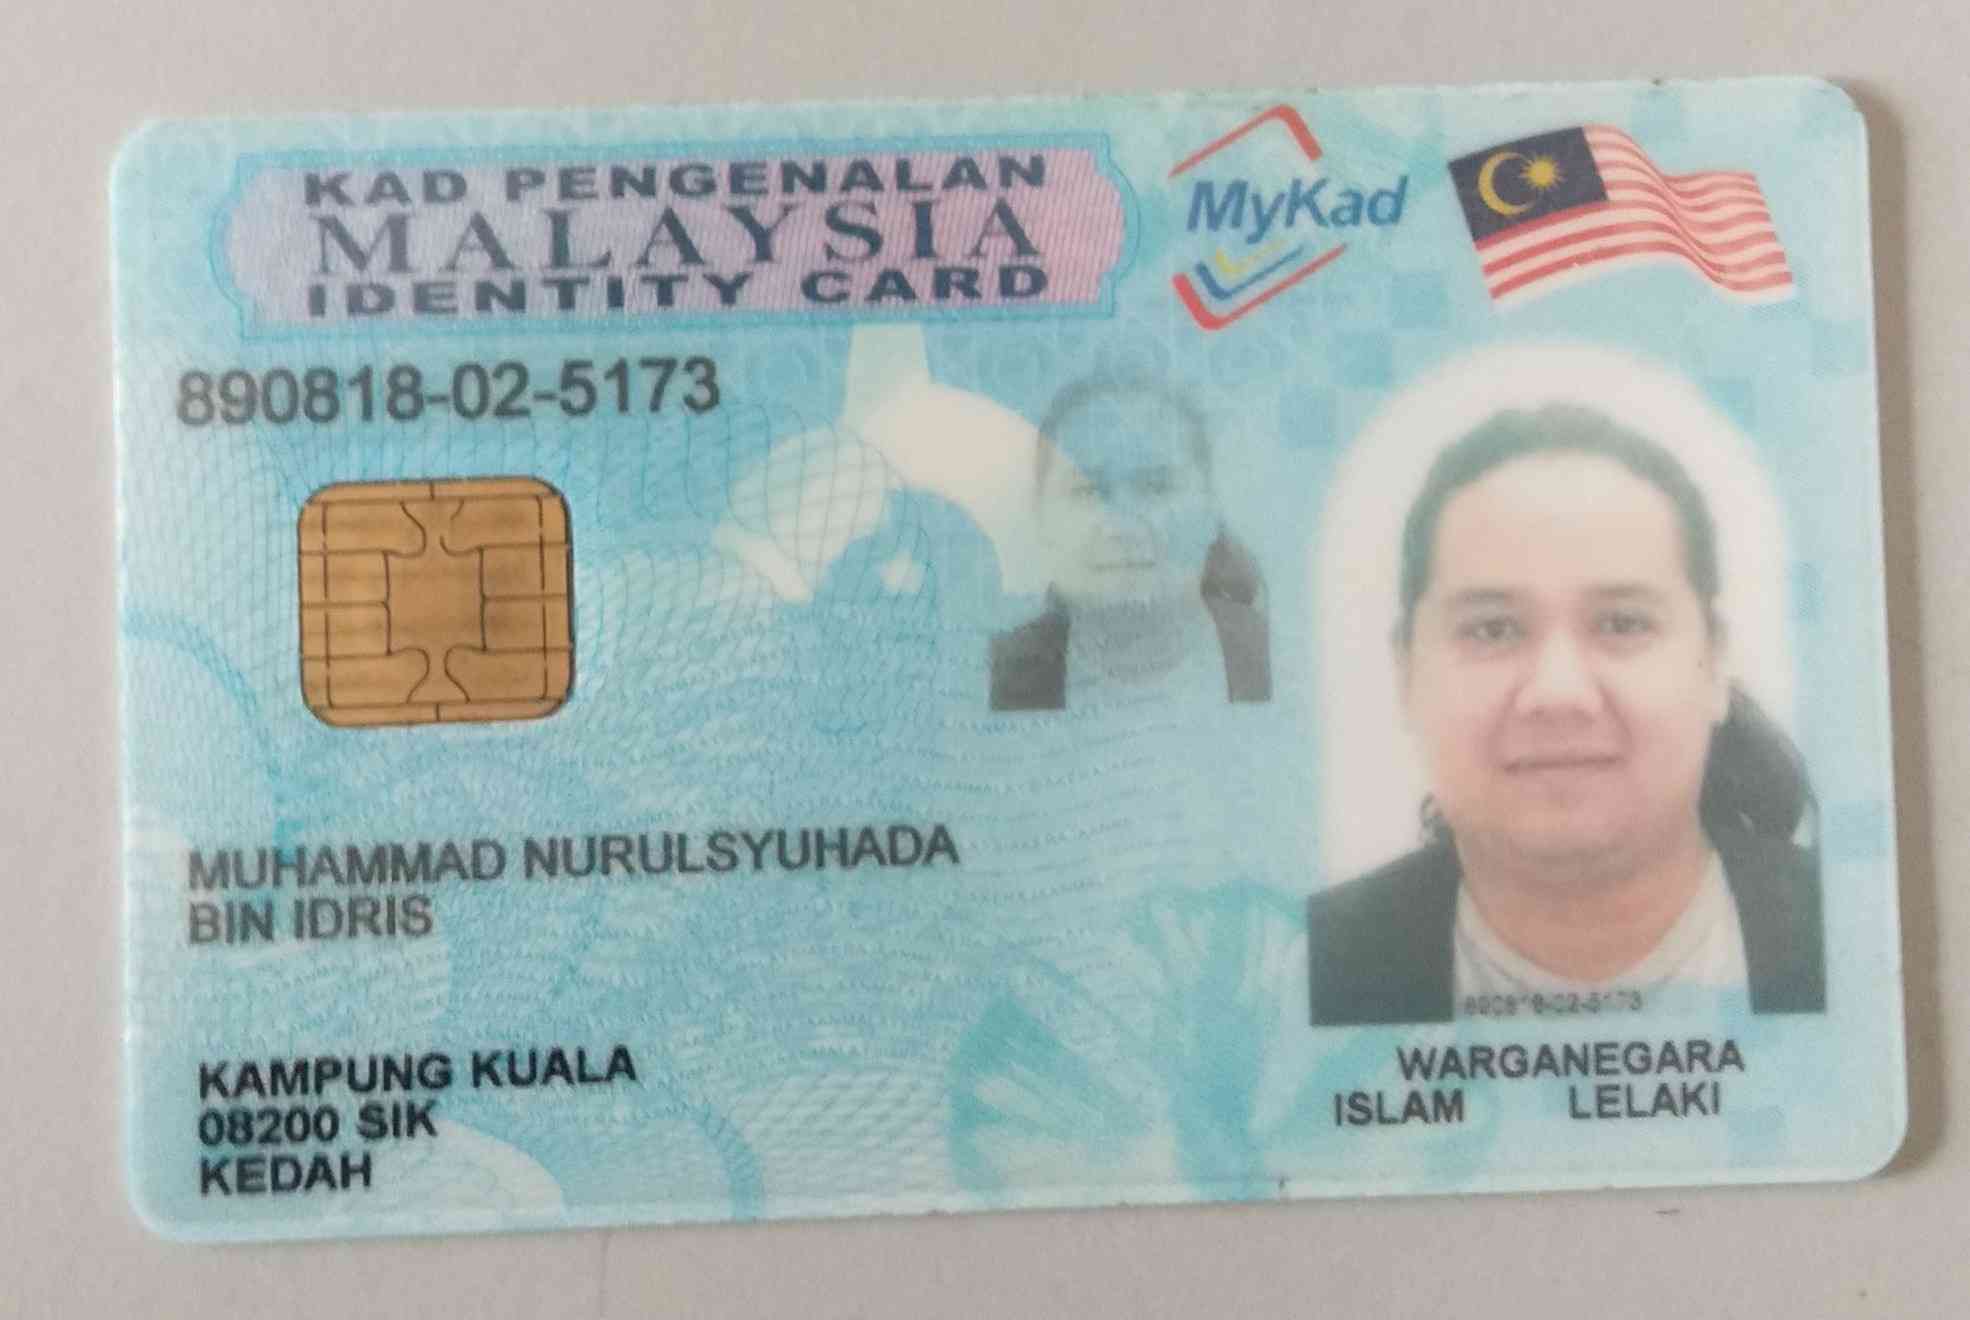 KAD PENGENALAN
MALAYSIA
IDENTITY CARD
MyKad
890818-02-5173
MUHAMMAD NURULSYUHADA
BIN IDRIS
KAMPUNG KUALA
08200 SIK
KEDAH
890818-02-5173
WARGANEGARA
ISLAM LELAKI